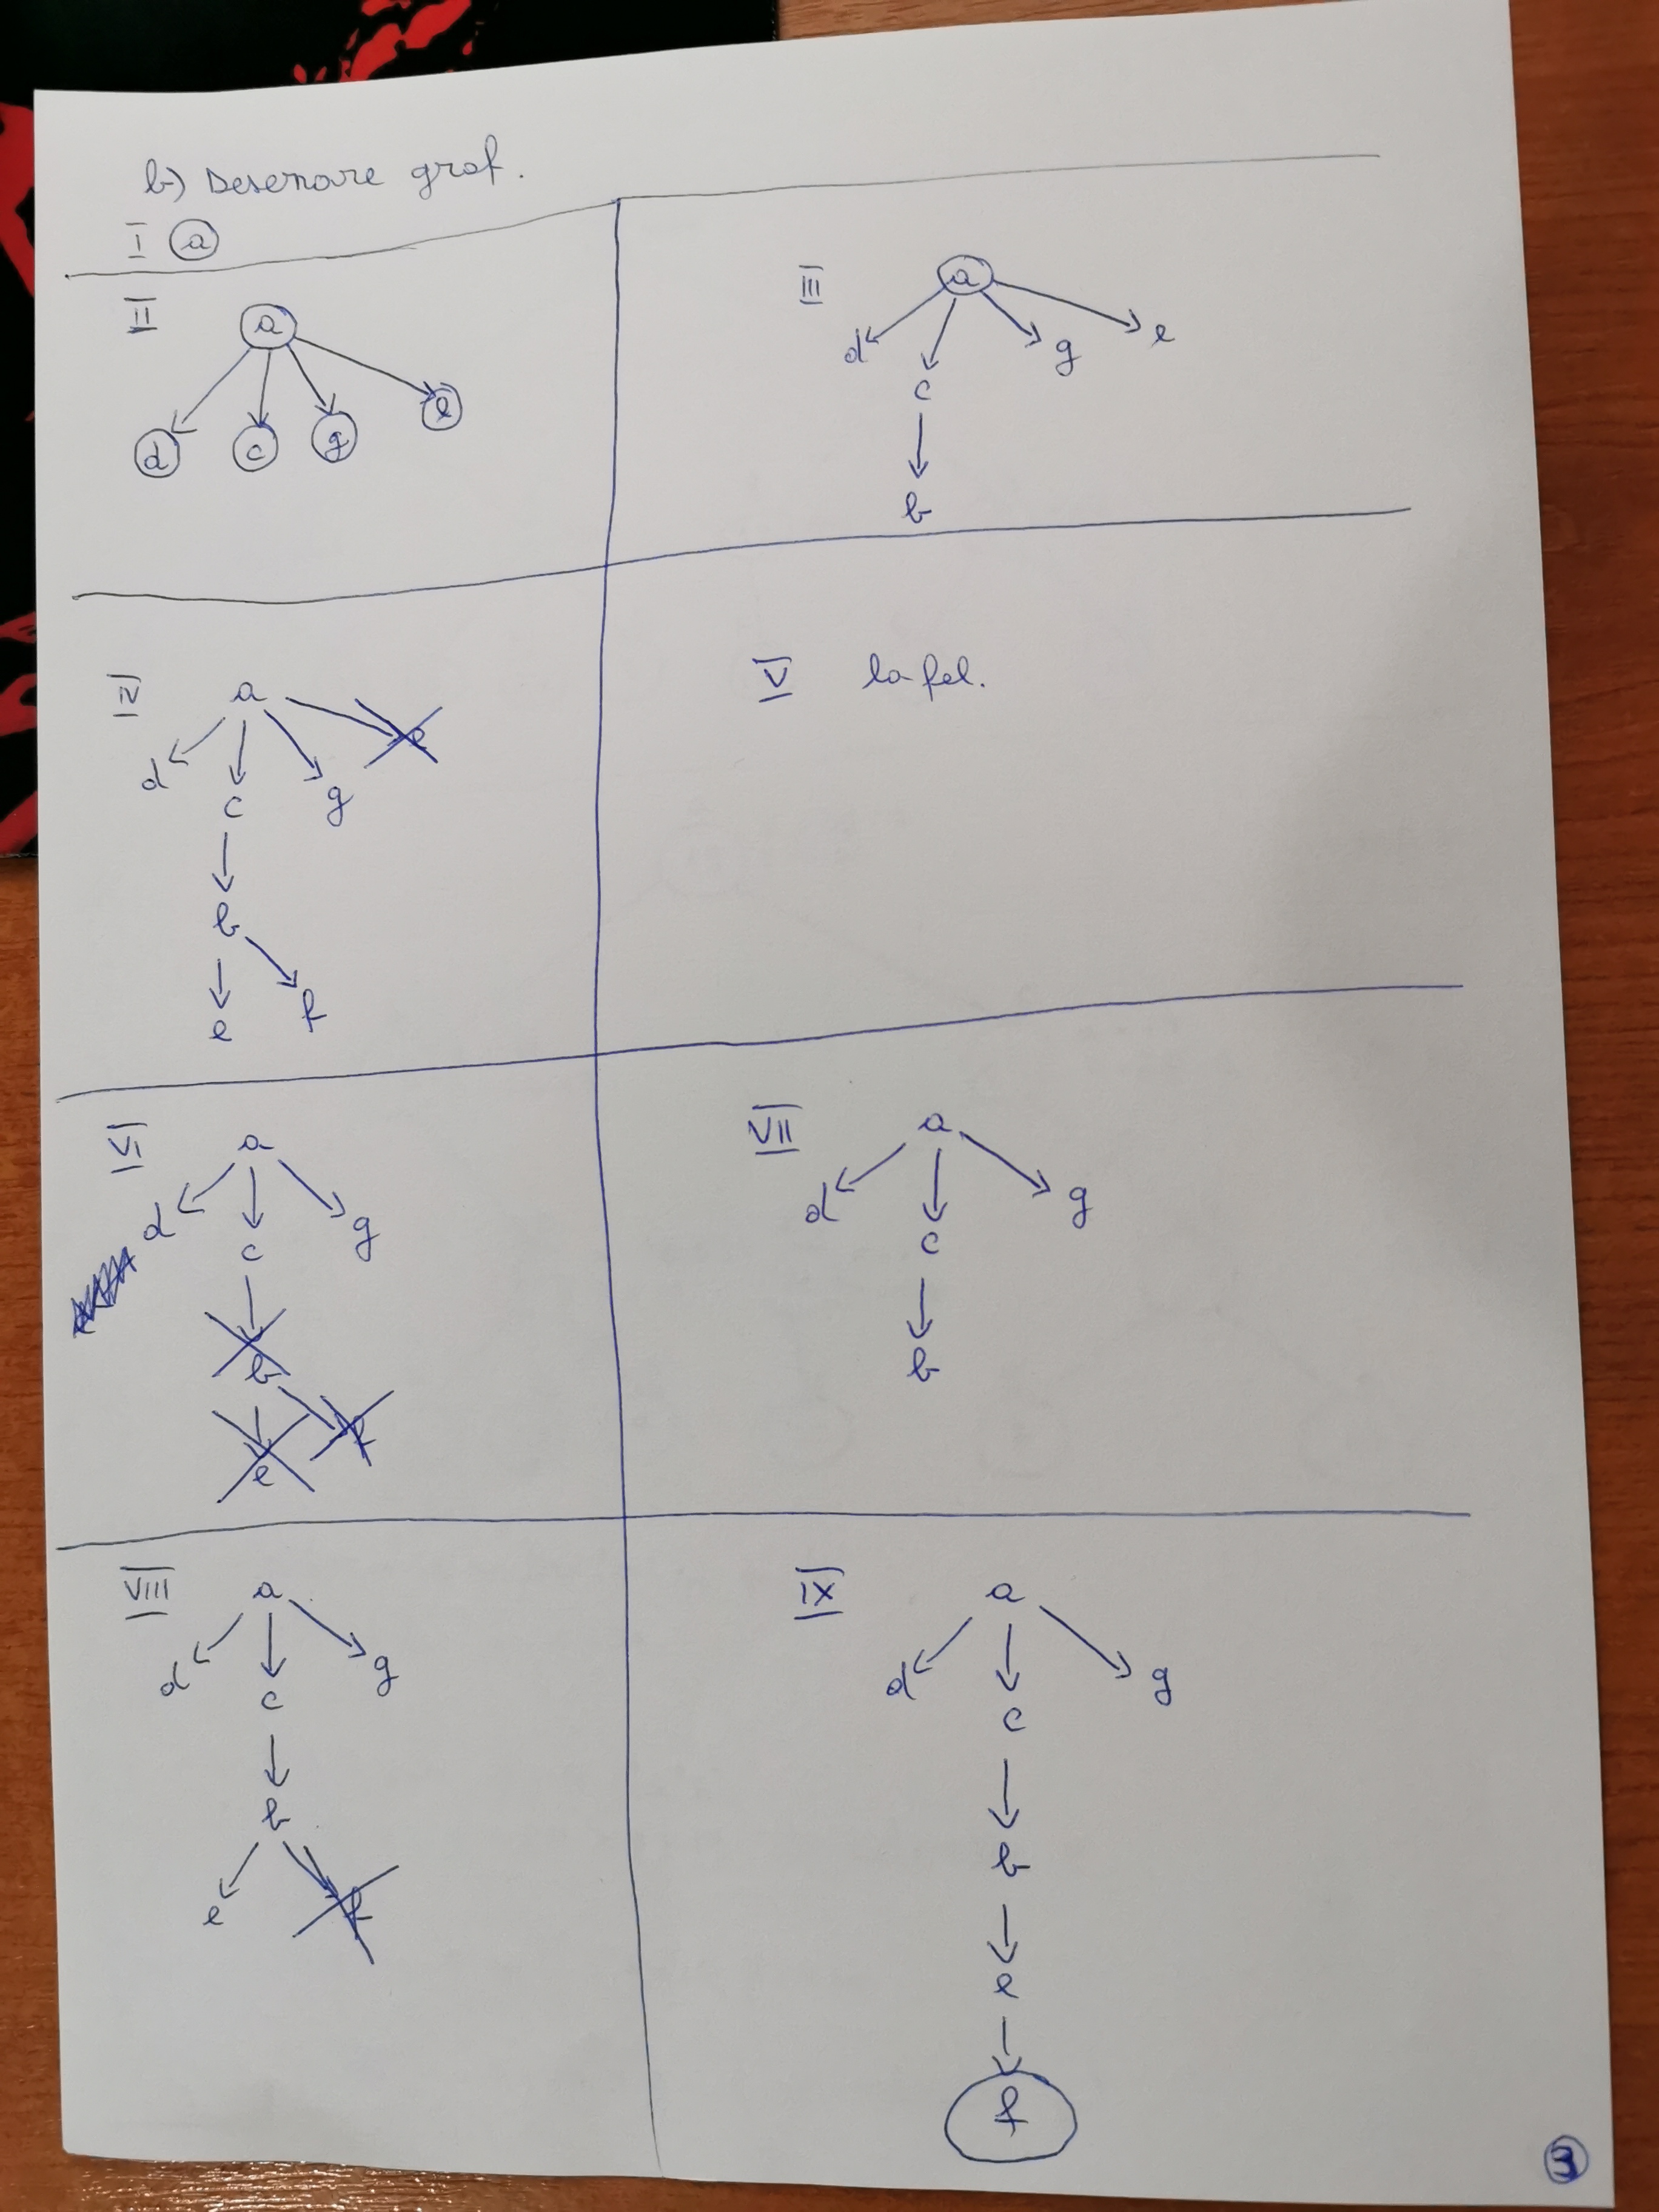 b) Desenare graf.
I a
II
a
d c g e
III
a
d c g e
b
IV
a
d c g e
b
e f
V la fel.
VI
a
d c g
b
e f
VII
a
d c g
b
VIII
a
d c g
b
e f
IX
a
d c g
b
e
f
3